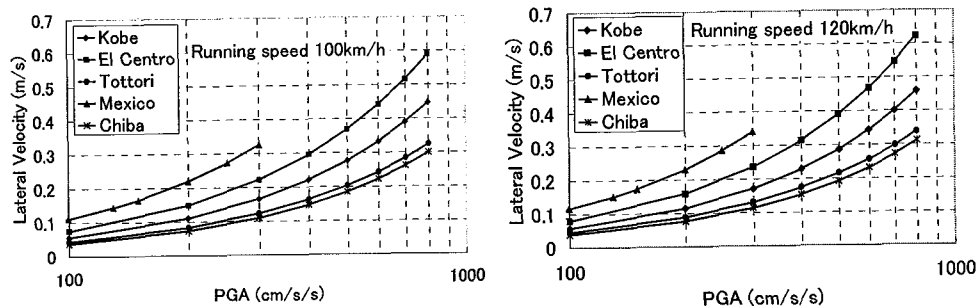 0.7
0.6
0.5
0.4
0.3
0.2
0.1
0
Lateral Velocity (m/s)
Kobe
El Centro
Tottori
Mexico
Chiba
Running speed 100km/h
100
1000
PGA (cm/s/s/s)
0.7
0.6
0.5
0.4
0.3
0.2
0.1
0
Lateral Velocity (m/s)
Kobe
El Centro
Tottori
Mexico
Chiba
Running speed 120km/h
100
1000
PGA (cm/s/s/s)